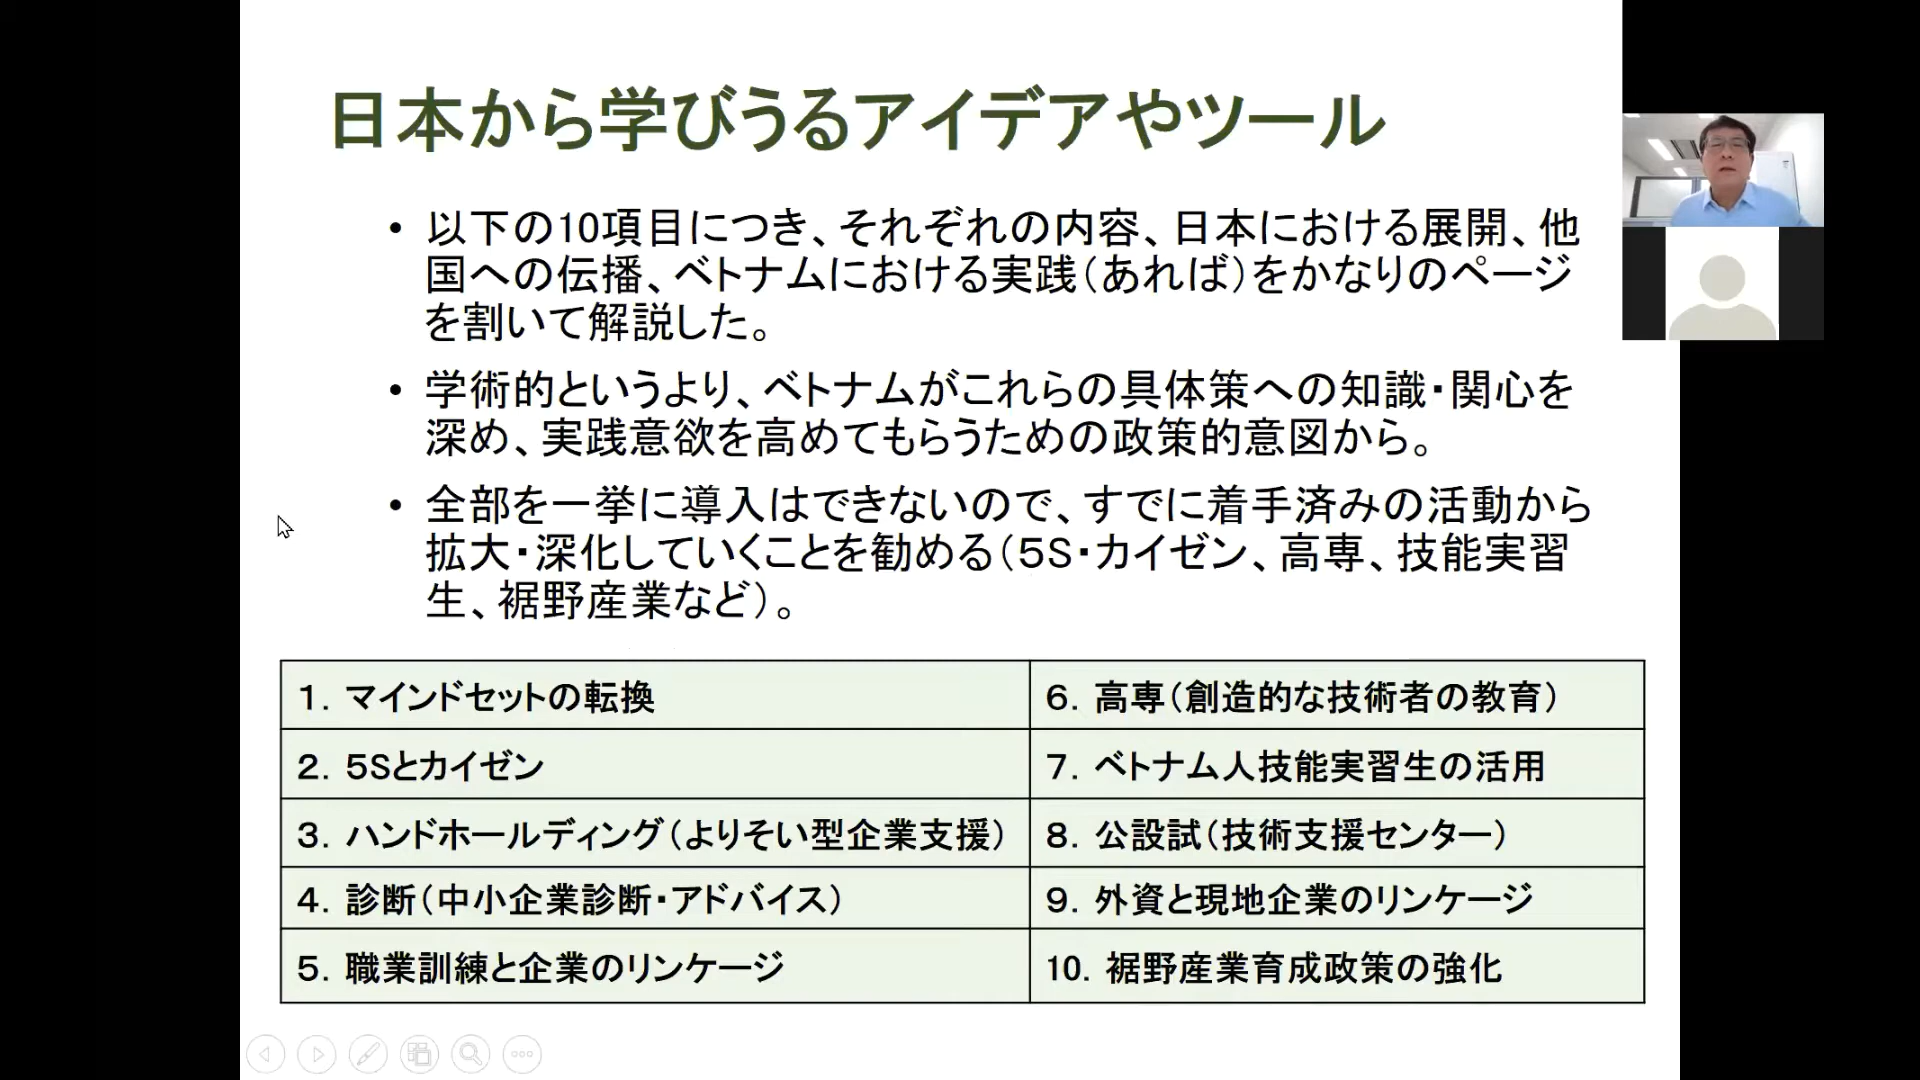 日本から学びうるアイデアやツール
• 以下の10項目につき、それぞれの内容、日本における展開、他
国への伝播、ベトナムにおける実践(あれば)をかなりのページ
を割いて解説した。
• 学術的というより、ベトナムがこれらの具体策への知識・関心を
深め、実践意欲を高めてもらうための政策的意図から。
• 全部を一挙に導入はできないので、すでに着手済みの活動から
拡大・深化していくことを勧める(5S・カイゼン、高専、技能実習
生、裾野産業など)。
1. マインドセットの転換
6. 高専(創造的な技術者の教育)
2. 5Sとカイゼン
7. ベトナム人技能実習生の活用
3. ハンドホールディング(よりそい型企業支援)
8. 公設試(技術支援センター)
4. 診断(中小企業診断・アドバイス)
9. 外資と現地企業のリンケージ
5. 職業訓練と企業のリンケージ
10. 裾野産業育成政策の強化